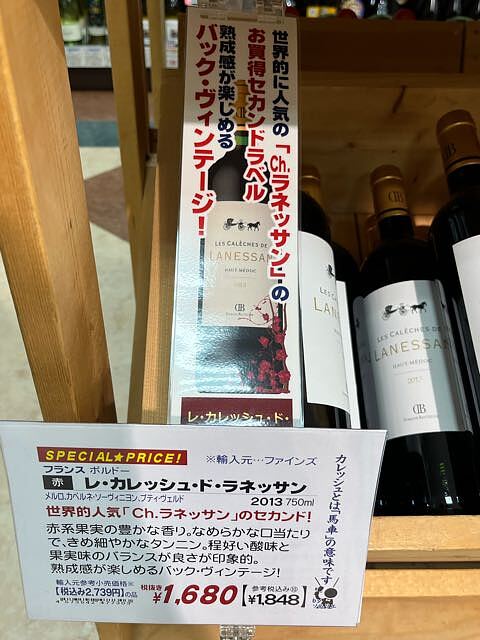 世界的に人気の「Ch.ラネッサン」の
お買得セカンドラベル
熟成感が楽しめる
バック・ヴィンテージ!
LES CALÈCHES DE
LANESSAN
HAUT-MÉDOC
レ・カレッシュ・ド・
LES CALÈCHES DE
LANESSAN
HAUT-MÉDOC
DB
SPECIAL★PRICE!
※輸入元…ファインズ
フランス ボルドー
赤 レ・カレッシュ・ド・ラネッサン
メルロ,カベルネ・ソーヴィニヨン,プティ・ヴェルド
2013 750ml
世界的人気「Ch.ラネッサン」のセカンド!
赤系果実の豊かな香り。なめらかな口当たり
で、きめ細やかなタンニン。程好い酸味と
果実味のバランスが良さが印象的。
熟成感が楽しめるバック・ヴィンテージ!
輸入元参考小売価格※
【税込み2,739円】の品
税抜き
¥1,680
【参考税込み⑩
¥1,848】
カレッシュとは「馬車」の意味です